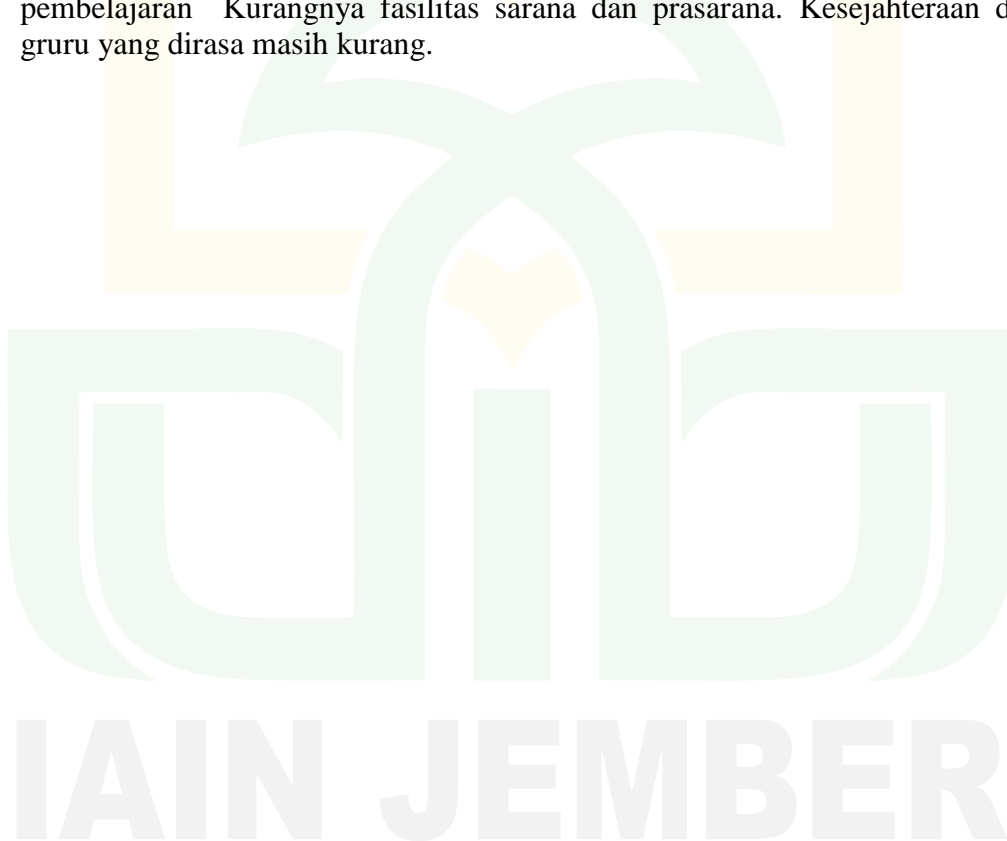 pembelajaran Kurangnya fasilitas sarana dan prasarana. Kesejahteraan
gruru yang dirasa masih kurang.
IAIN JEMBER